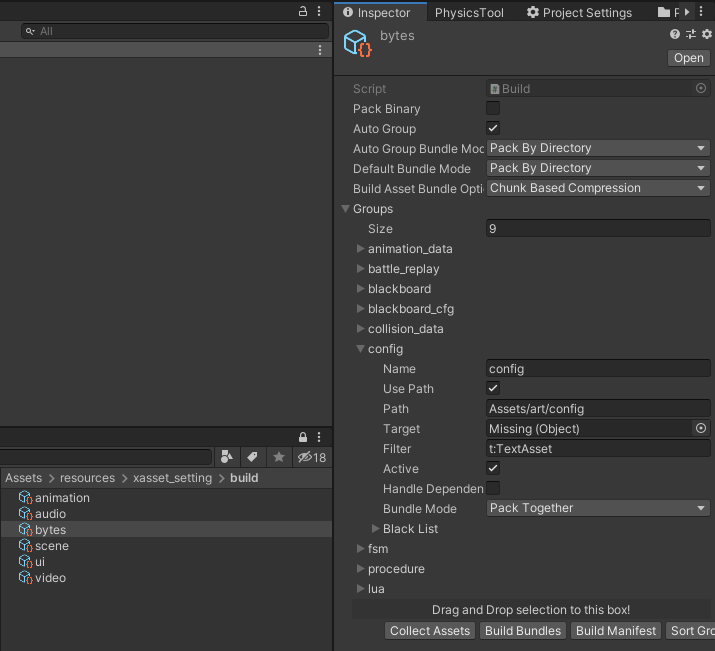 All
Inspector
PhysicsTool
Project Settings
bytes
Open
Script
Build
Pack Binary
Auto Group
Auto Group Bundle Moc
Pack By Directory
Default Bundle Mode
Pack By Directory
Build Asset Bundle Opti
Chunk Based Compression
Groups
Size
9
animation_data
battle_replay
blackboard
blackboard_cfg
collision_data
config
Name
config
Use Path
Path
Assets/art/config
Target
Missing (Object)
Filter
t:TextAsset
Active
Handle Dependen
Bundle Mode
Pack Together
Black List
fsm
procedure
lua
Drag and Drop selection to this box!
Collect Assets
Build Bundles
Build Manifest
Sort Gro
18
Assets > resources > xasset_setting > build
animation
audio
bytes
scene
ui
video